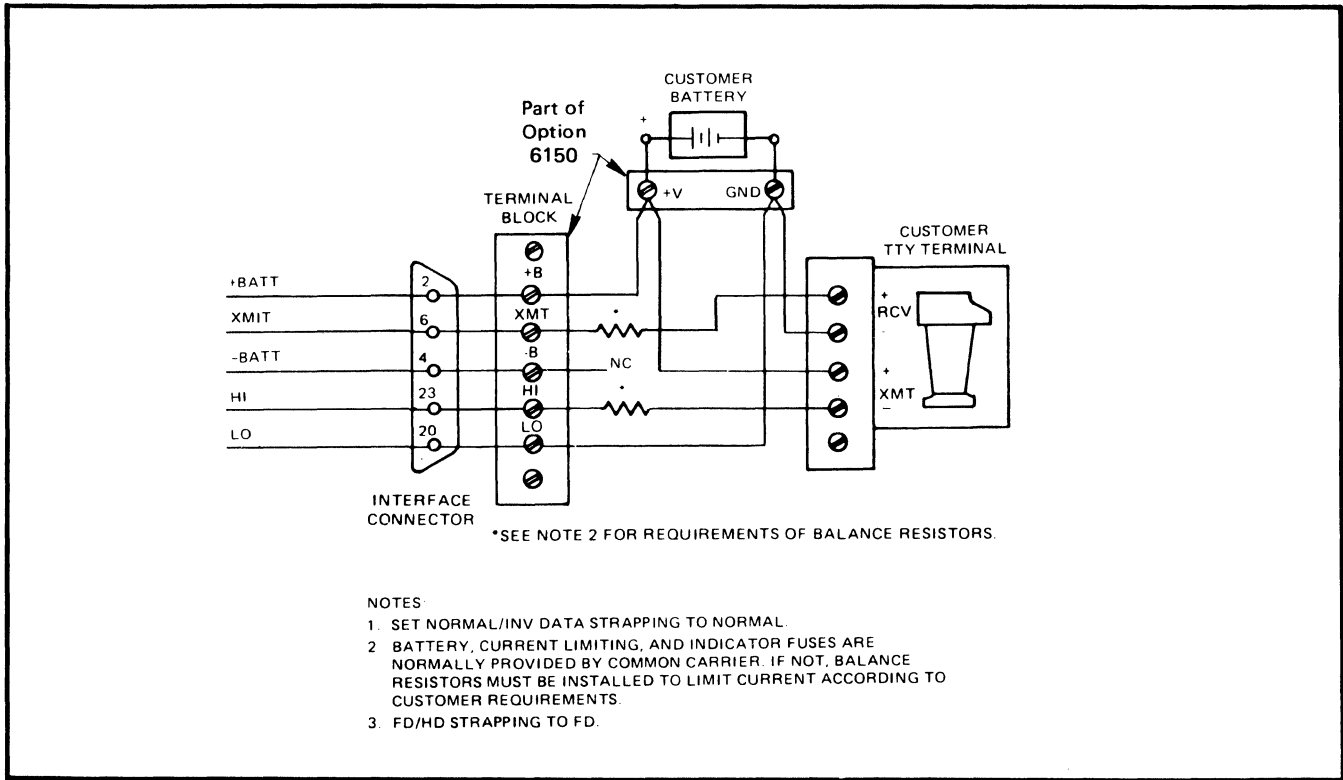 CUSTOMER
BATTERY
Part of
Option
6150
+
+V
GND
TERMINAL
BLOCK
CUSTOMER
TTY TERMINAL
+B
+BATT
2
+
RCV
XMIT
6
XMT
*
-
-BATT
4
-B
NC
+
HI
23
HI
*
XMT
-
LO
20
LO
INTERFACE
CONNECTOR
*SEE NOTE 2 FOR REQUIREMENTS OF BALANCE RESISTORS.
NOTES
1. SET NORMAL/INV DATA STRAPPING TO NORMAL.
2 BATTERY, CURRENT LIMITING, AND INDICATOR FUSES ARE
NORMALLY PROVIDED BY COMMON CARRIER. IF NOT, BALANCE
RESISTORS MUST BE INSTALLED TO LIMIT CURRENT ACCORDING TO
CUSTOMER REQUIREMENTS.
3. FD/HD STRAPPING TO FD.